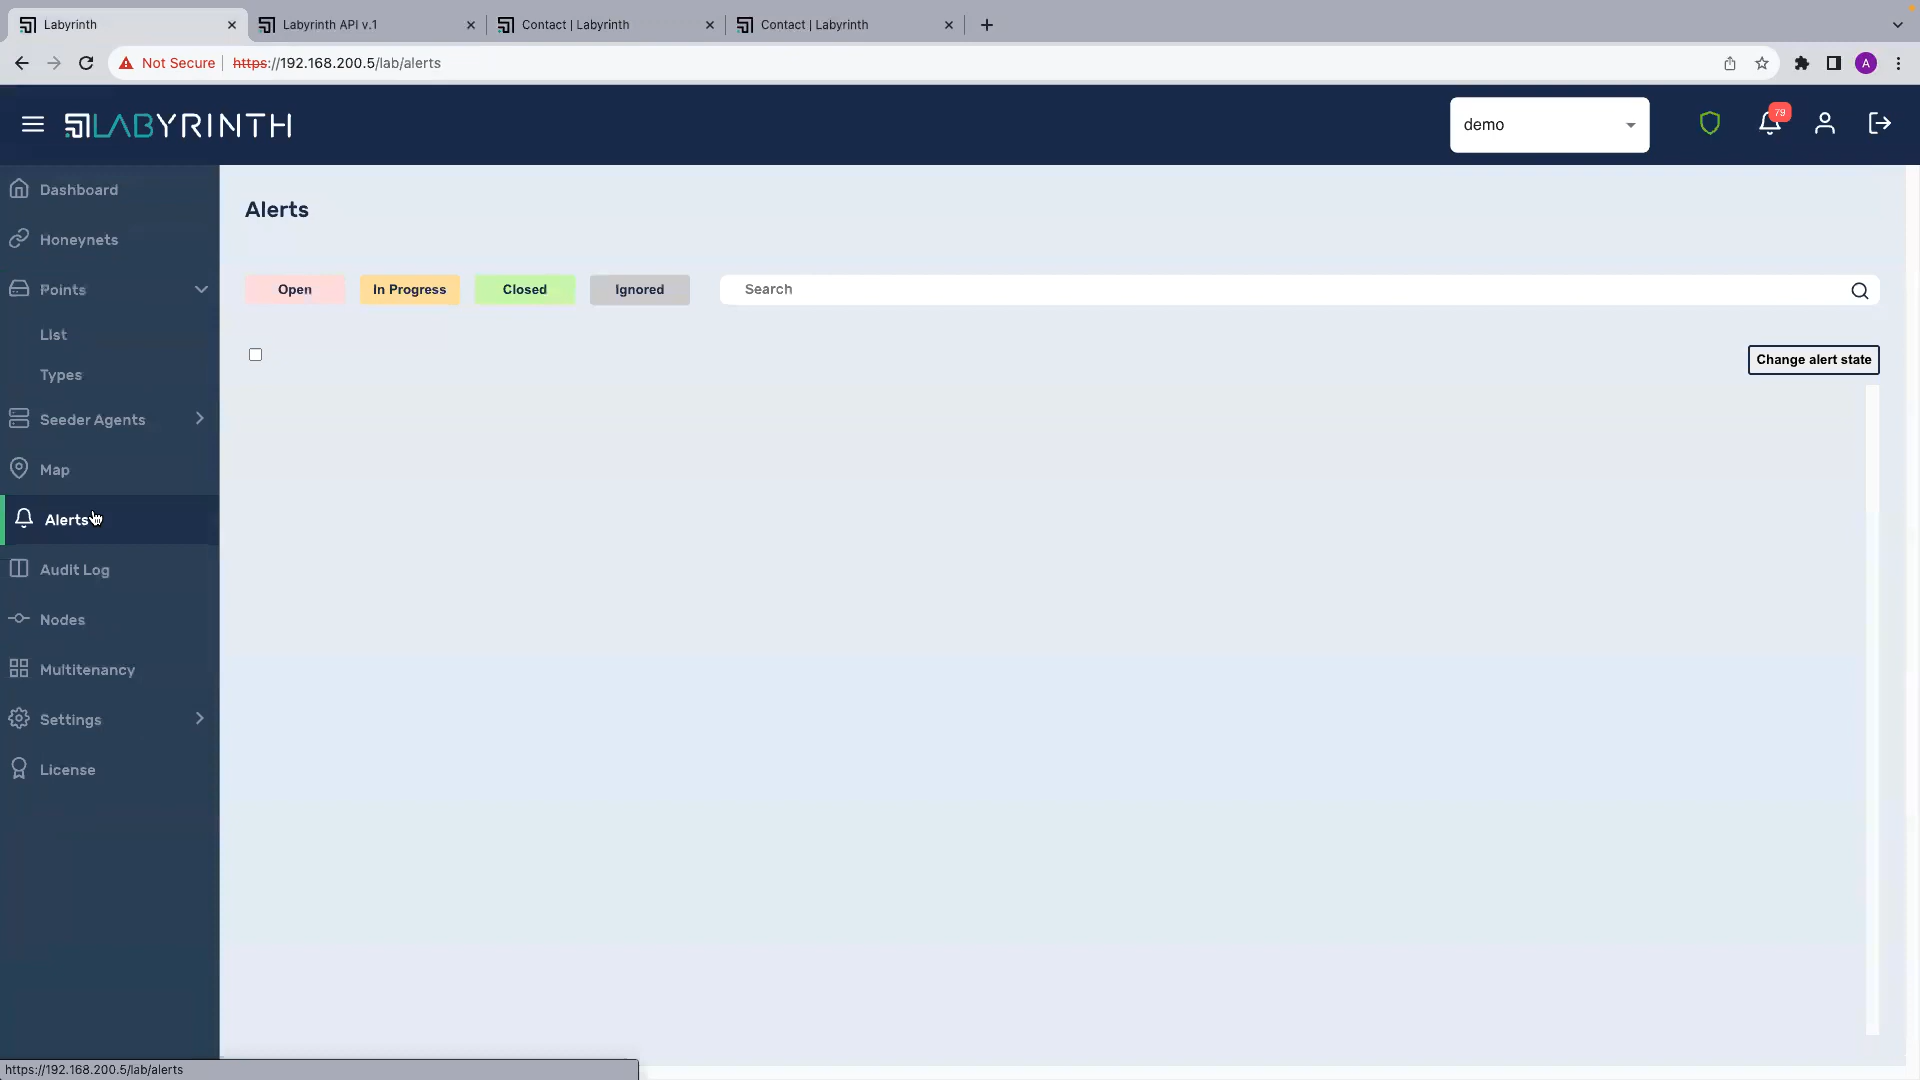 Labyrinth
Labyrinth API v.1
Contact | Labyrinth
Contact | Labyrinth
Not Secure
https://192.168.200.5/lab/alerts
A
LABYRINTH
demo
79
Dashboard
Honeynets
Points
List
Types
Seeder Agents
Map
Alerts
Audit Log
Nodes
Multitenancy
Settings
License
Alerts
Open
In Progress
Closed
Ignored
Search
Change alert state
https://192.168.200.5/lab/alerts